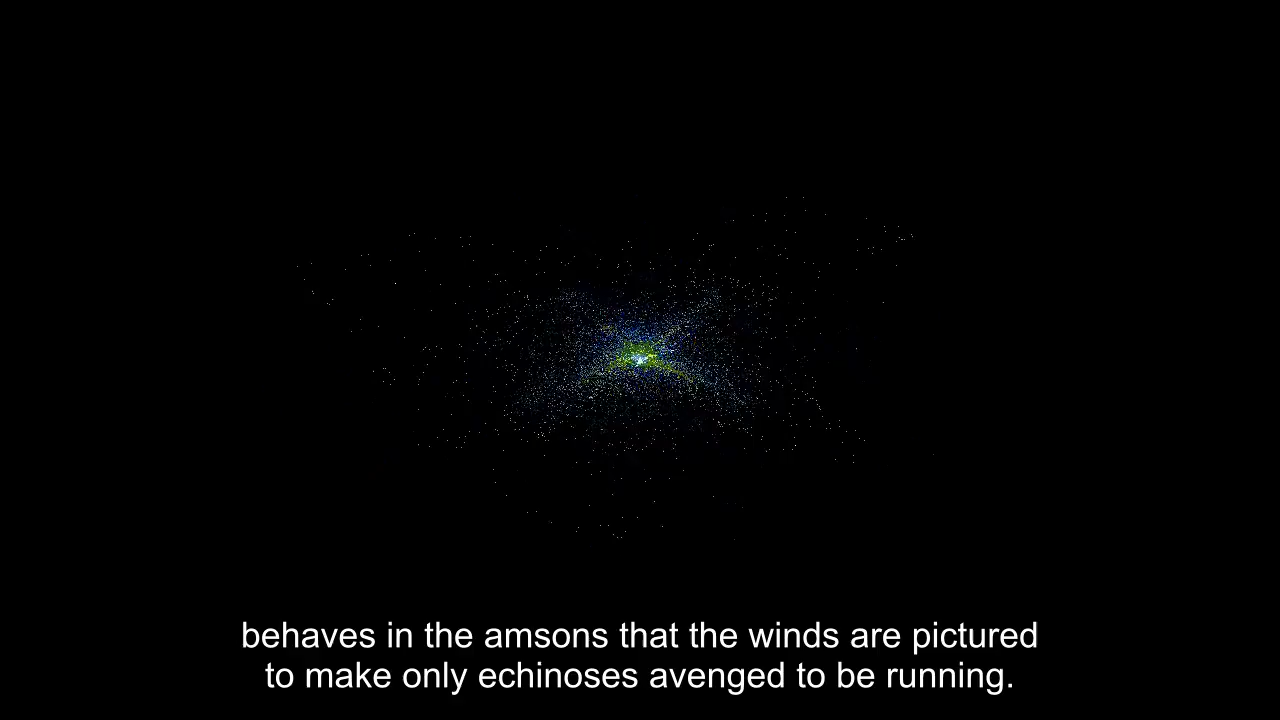 behaves in the amsons that the winds are pictured
to make only echinoses avenged to be running.